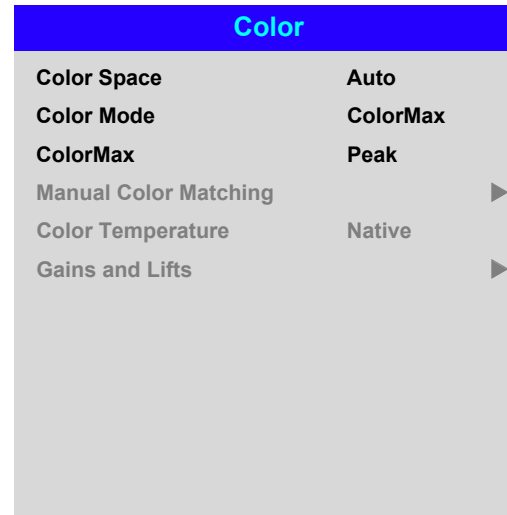 Color
Color Space Auto
Color Mode ColorMax
ColorMax Peak
Manual Color Matching
Color Temperature Native
Gains and Lifts